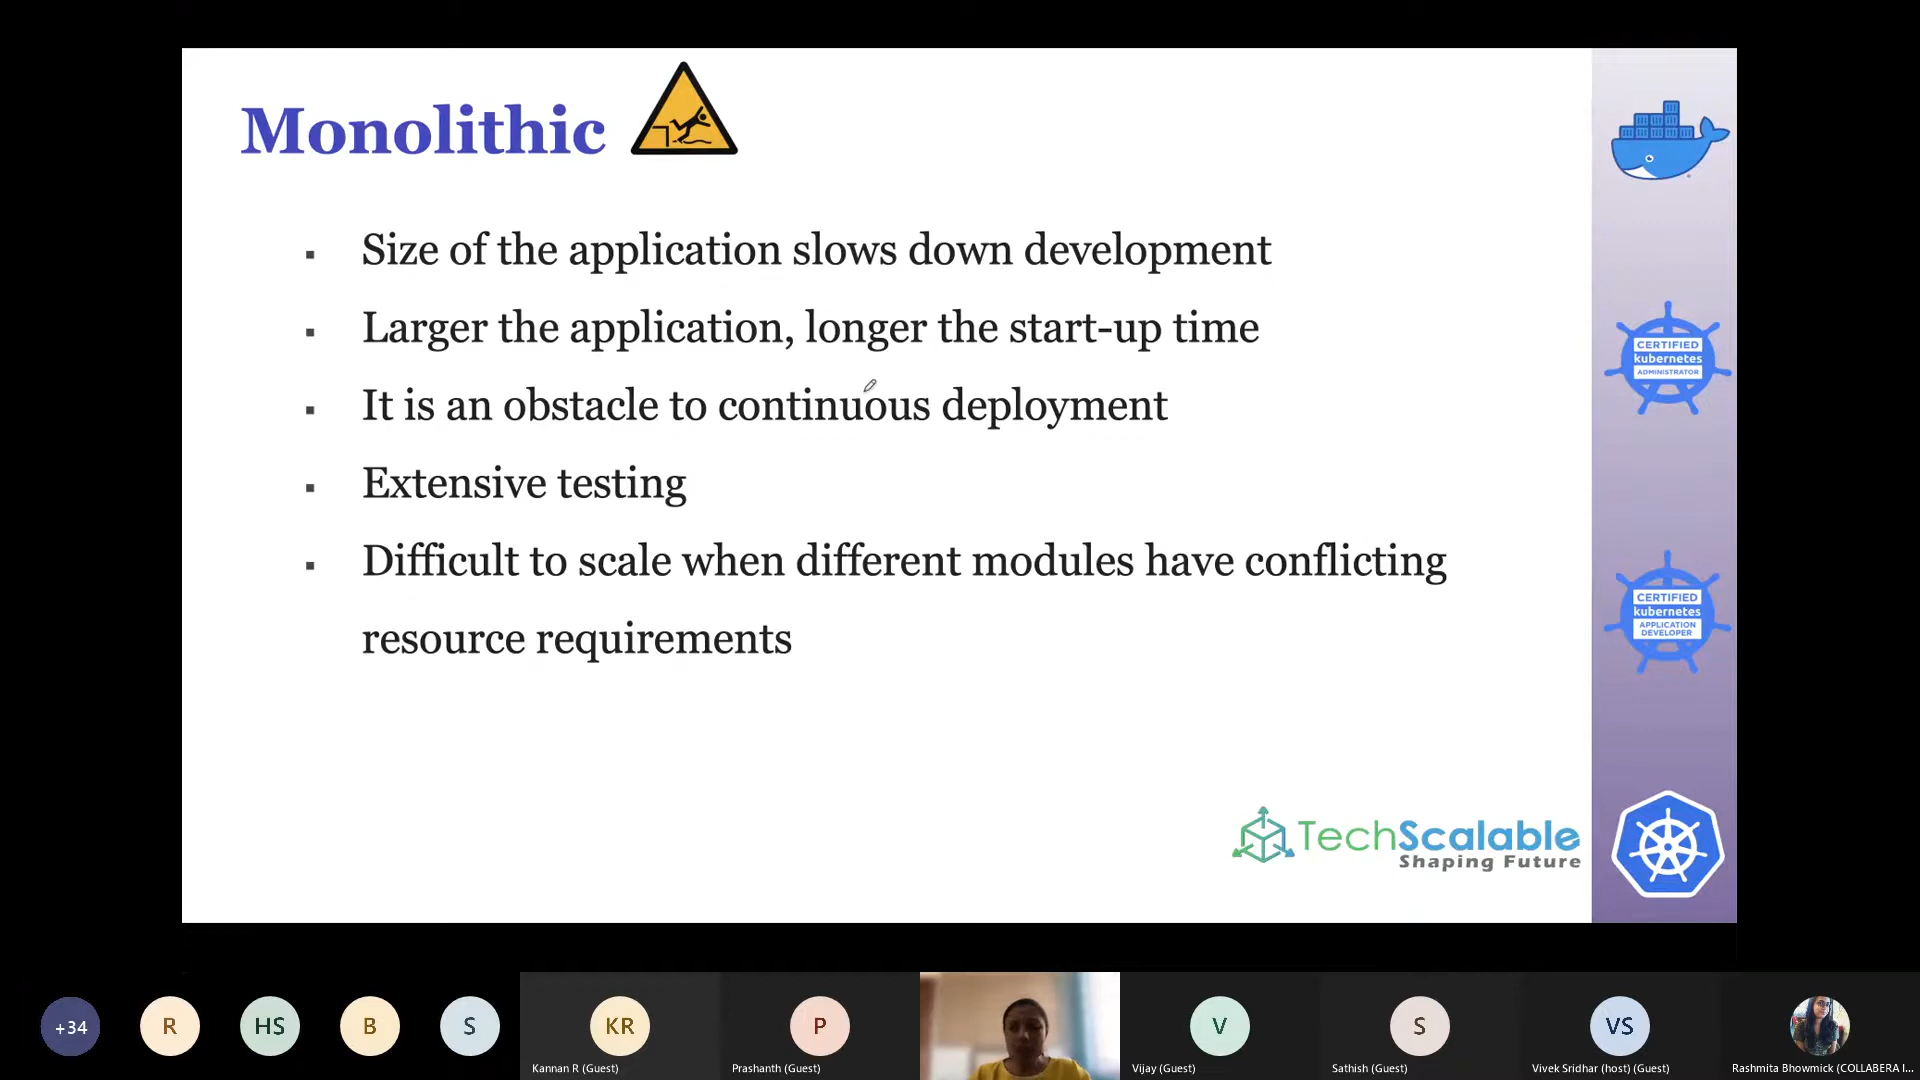 Monolithic
▪ Size of the application slows down development
▪ Larger the application, longer the start-up time
▪ It is an obstacle to continuous deployment
▪ Extensive testing
▪ Difficult to scale when different modules have conflicting
resource requirements
CERTIFIED
kubernetes
ADMINISTRATOR
CERTIFIED
kubernetes
APPLICATION
DEVELOPER
TechScalable
Shaping Future
+34
R
HS
B
S
KR
Kannan R (Guest)
P
Prashanth (Guest)
V
Vijay (Guest)
S
Sathish (Guest)
VS
Vivek Sridhar (host) (Guest)
Rashmita Bhowmick (COLLABERA I...